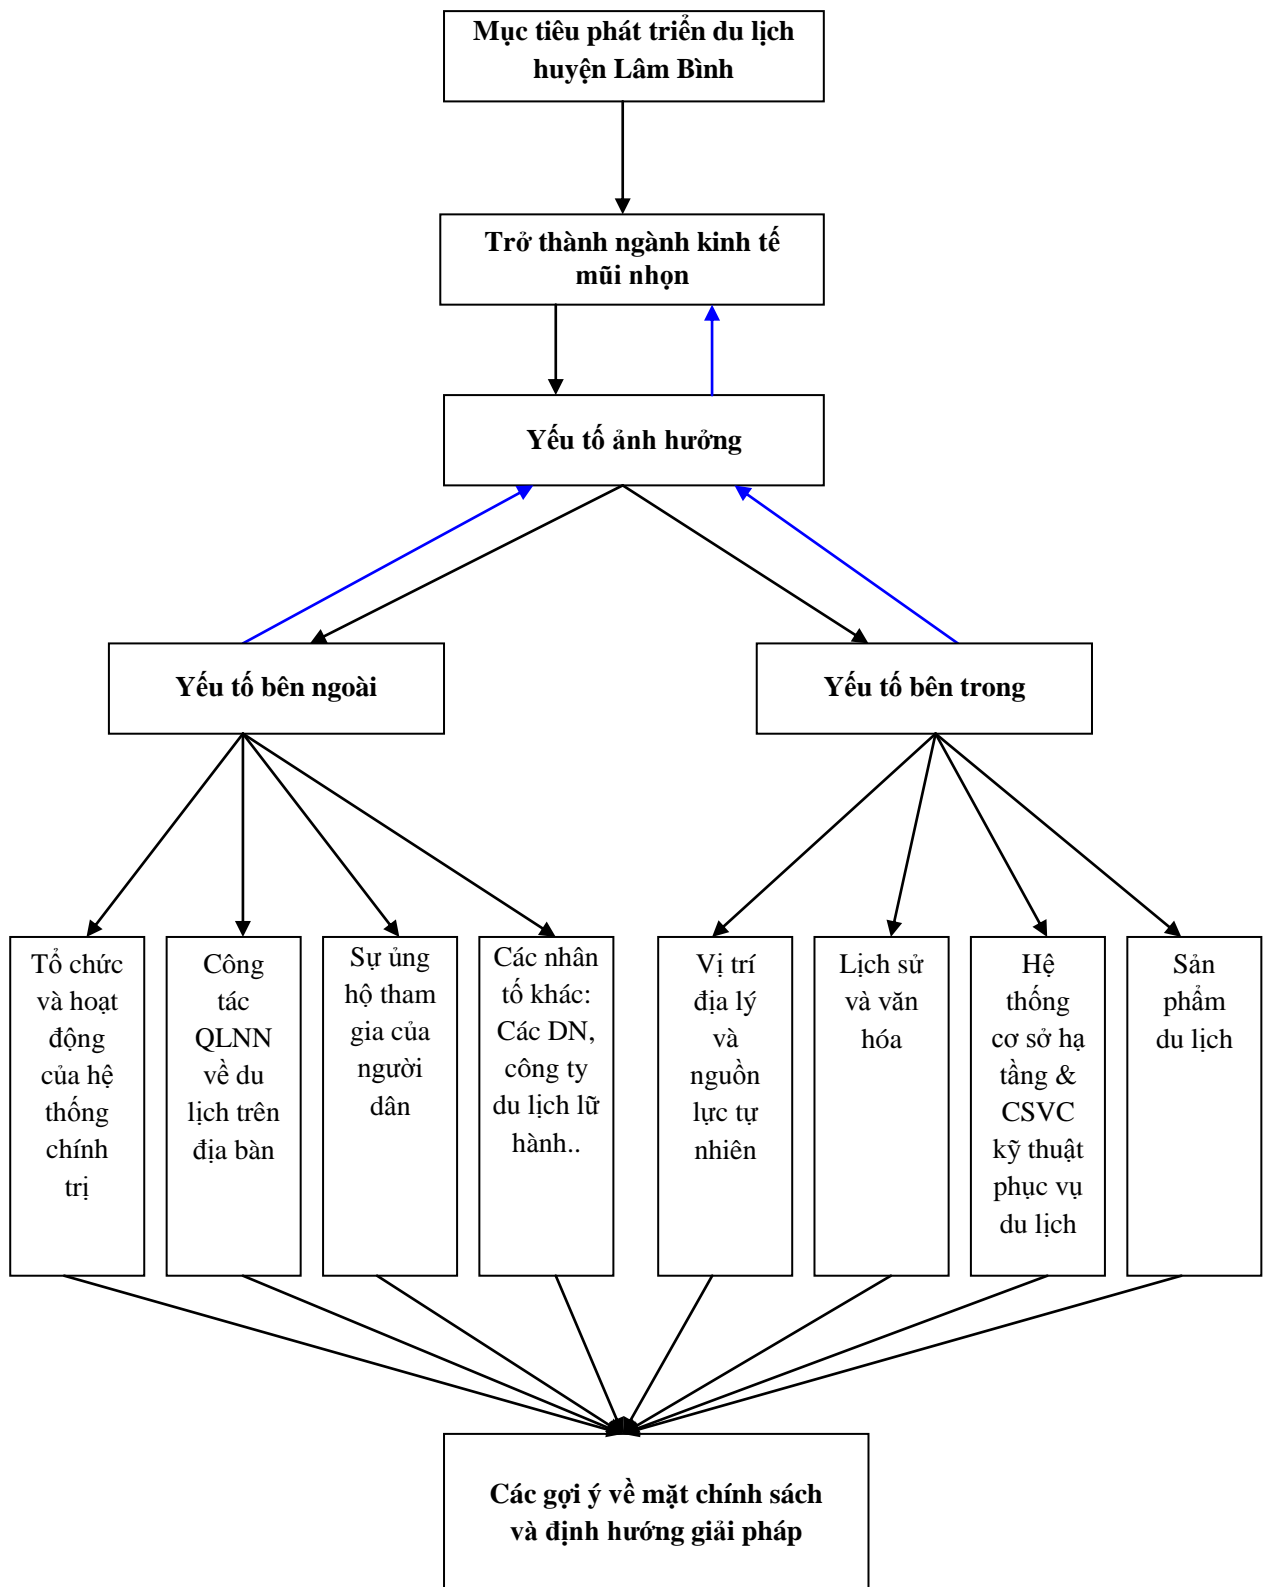 Mục tiêu phát triển du lịch
huyện Lâm Bình
Trở thành ngành kinh tế
mũi nhọn
Yếu tố ảnh hưởng
Yếu tố bên ngoài
Yếu tố bên trong
Tổ chức
và hoạt
động
của hệ
thống
chính
trị
Công
tác
QLNN
về du
lịch trên
địa bàn
Sự ủng
hộ tham
gia của
người
dân
Các nhân
tố khác:
Các DN,
công ty
du lịch lữ
hành..
Vị trí
địa lý
và
nguồn
lực tự
nhiên
Lịch sử
và văn
hóa
Hệ
thống
cơ sở hạ
tầng &
CSVC
kỹ thuật
phục vụ
du lịch
Sản
phẩm
du lịch
Các gợi ý về mặt chính sách
và định hướng giải pháp